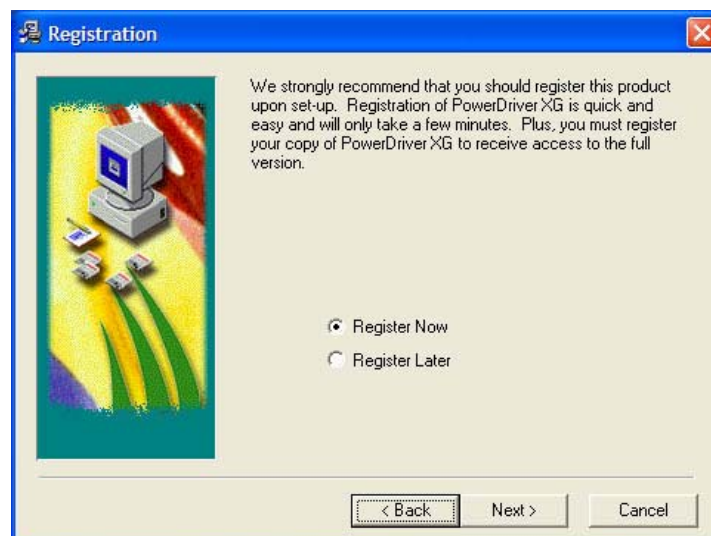 Registration
We strongly recommend that you should register this product
upon set-up. Registration of PowerDriver XG is quick and
easy and will only take a few minutes. Plus, you must register
your copy of PowerDriver XG to receive access to the full
version.
Register Now
Register Later
< Back Next > Cancel